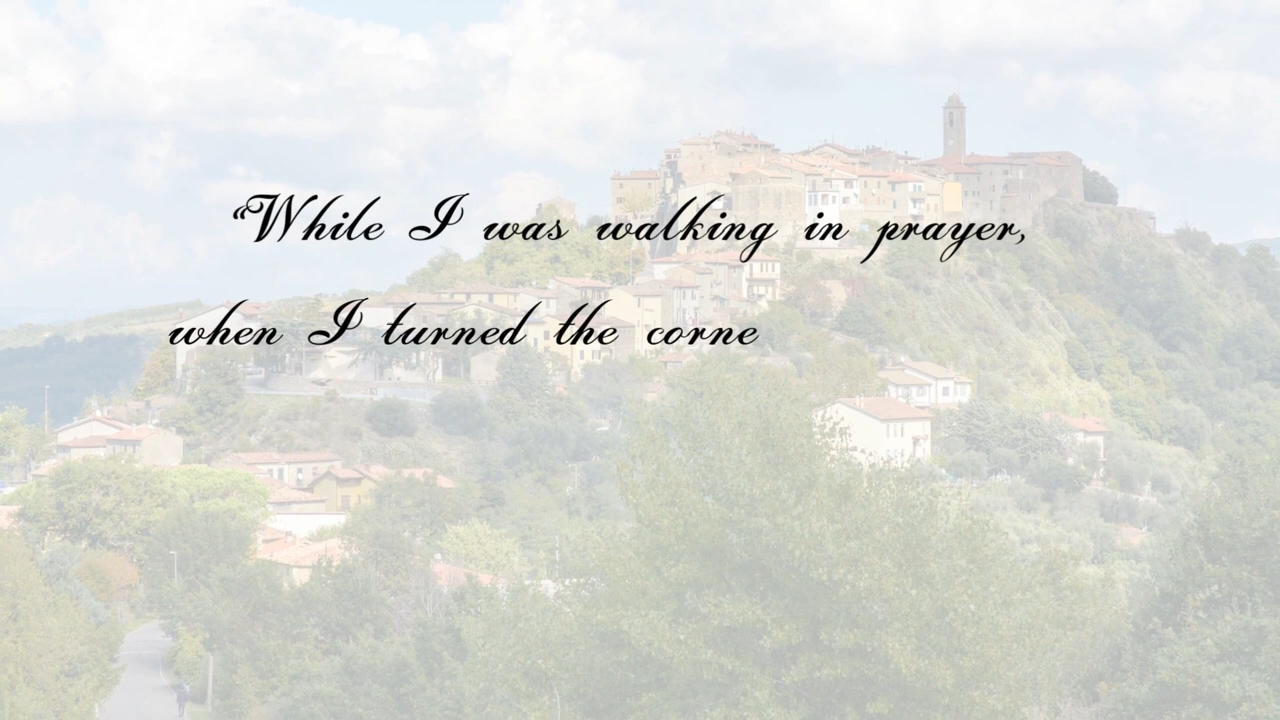 “While I was walking in prayer,
when I turned the corne